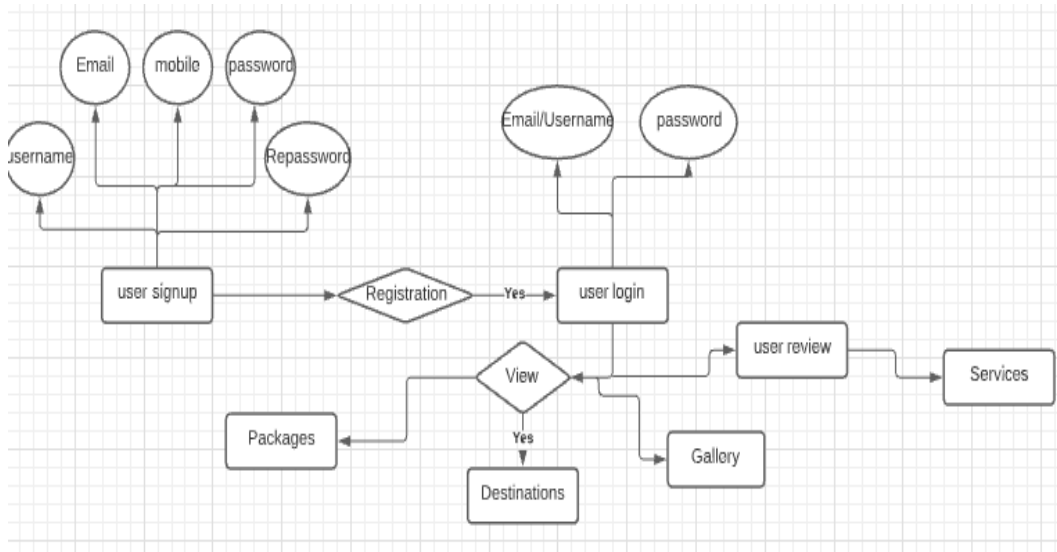 Email
mobile
password
username
Repassword
Email/Username
password
user signup
Registration
Yes
user login
user review
View
Services
Packages
Yes
Gallery
Destinations